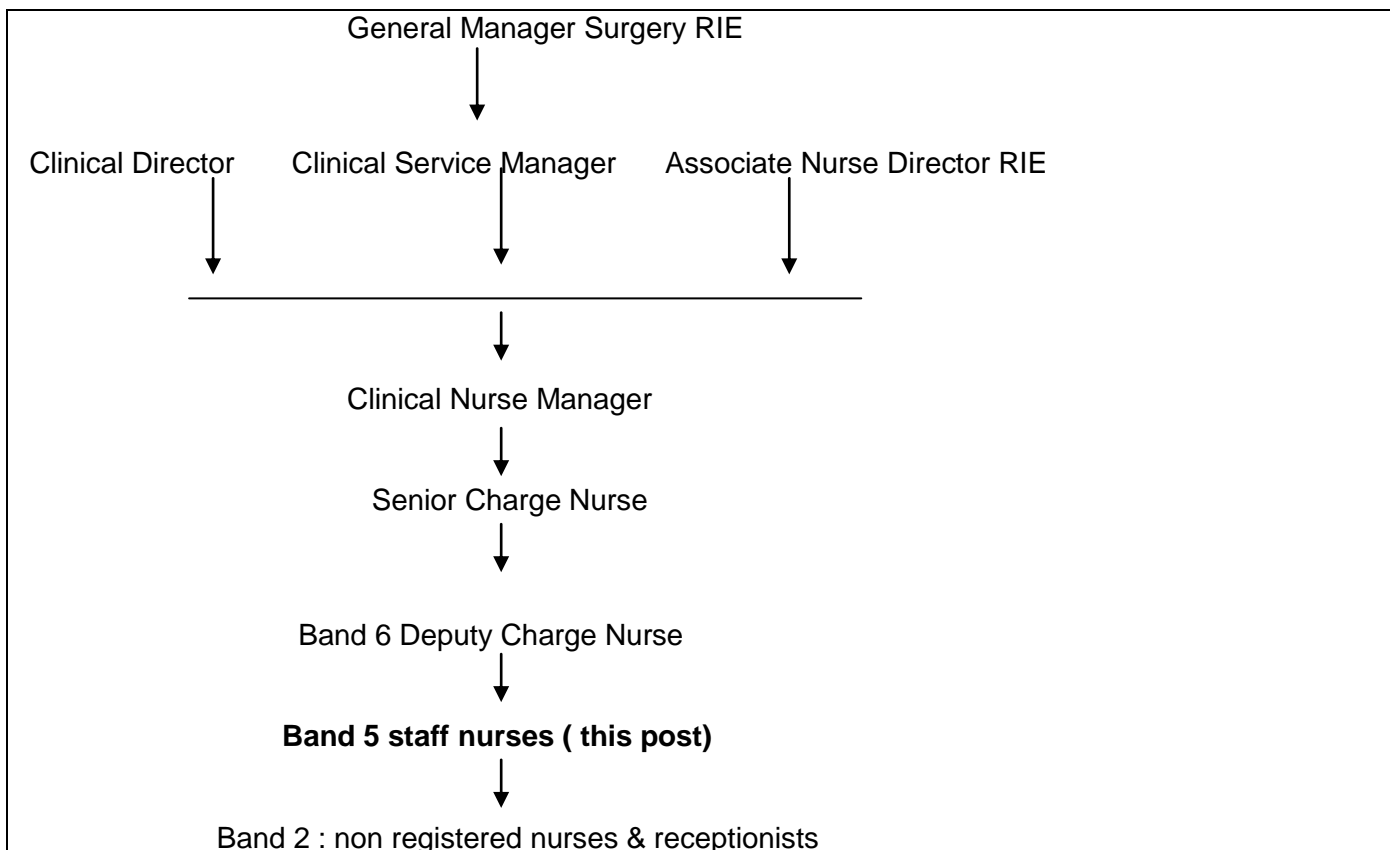 General Manager Surgery RIE
Clinical Director Clinical Service Manager Associate Nurse Director RIE
Clinical Nurse Manager
Senior Charge Nurse
Band 6 Deputy Charge Nurse
Band 5 staff nurses ( this post)
Band 2 : non registered nurses & receptionists